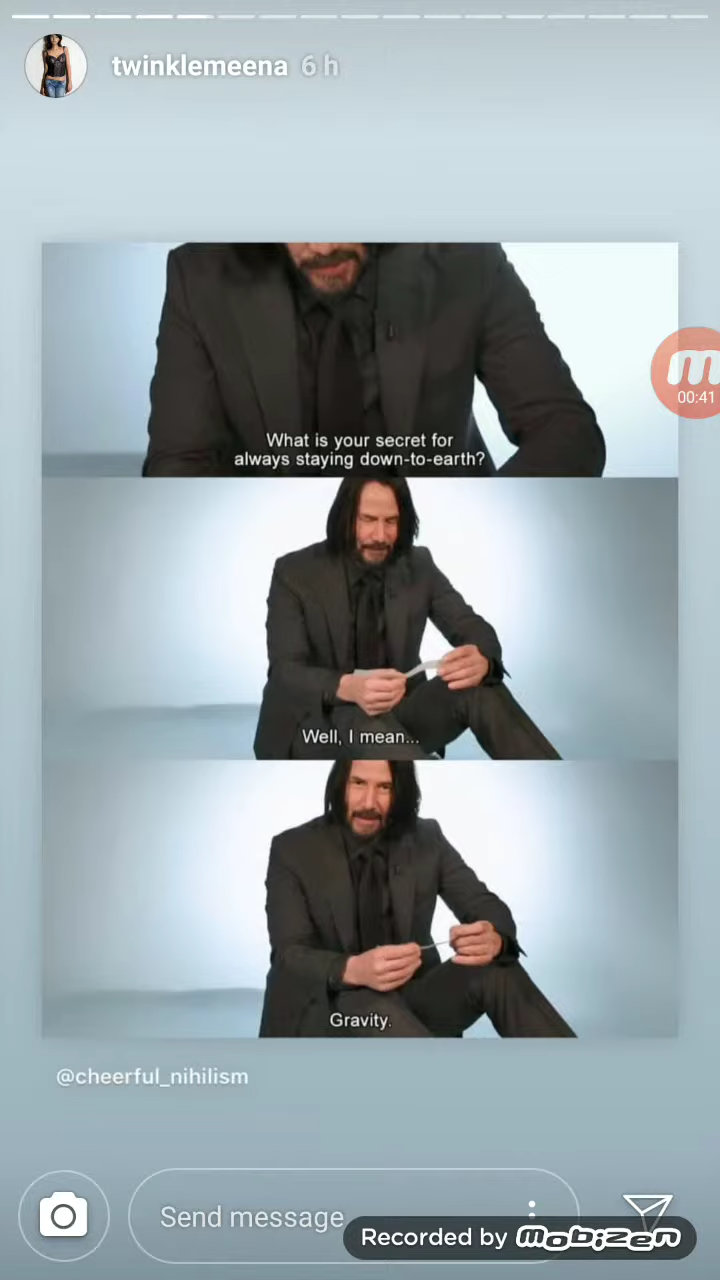 twinklemeena 6 h
00:41
What is your secret for
always staying down-to-earth?
Well, I mean...
Gravity.
@cheerful_nihilism
Send message
Recorded by mobizen